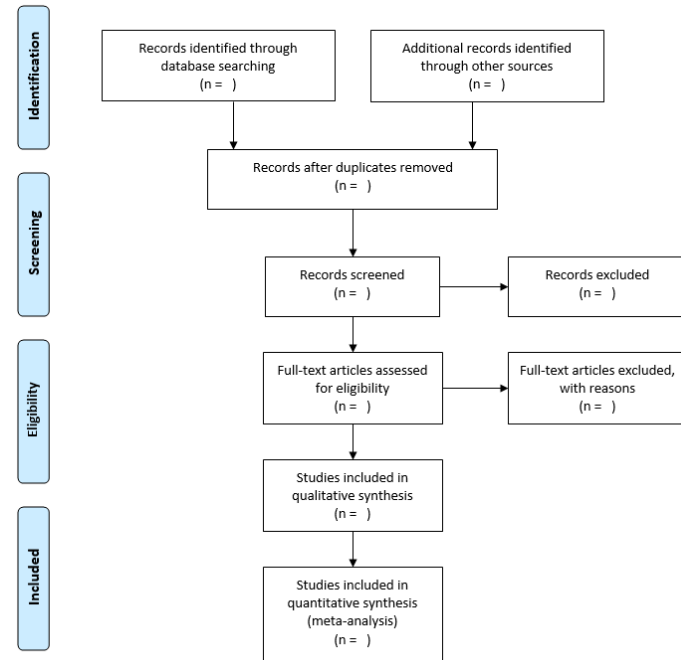 Identification
Records identified through
database searching
(n =   )
Additional records identified
through other sources
(n =   )
Records after duplicates removed
(n =   )
Screening
Records screened
(n =   )
Records excluded
(n =   )
Eligibility
Full-text articles assessed
for eligibility
(n =   )
Full-text articles excluded,
with reasons
(n =   )
Studies included in
qualitative synthesis
(n =   )
Included
Studies included in
quantitative synthesis
(meta-analysis)
(n =   )